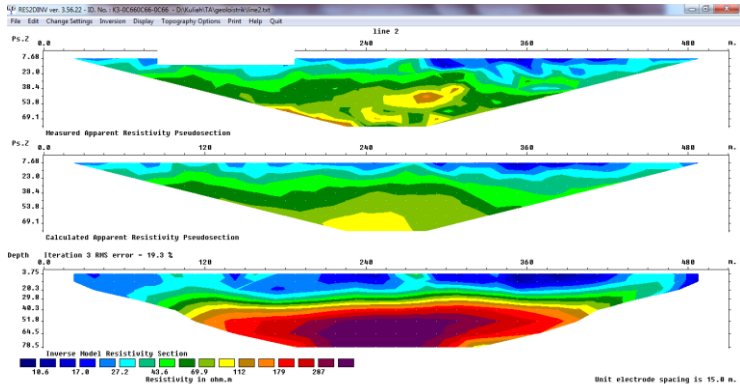 RES2DINV ver. 3.56.22 - ID. No. : K3-0C660C66-0C66 - D:\Kuliah\TA\geolosistrik\line2.txt
File Edit Change Settings Inversion Display Topography Options Print Help Quit
line 2
Ps.Z 0.0 240 360 480 m.
7.68
23.0
38.4
53.8
69.1
Measured Apparent Resistivity Pseudosection
Ps.Z 0.0 120 240 360 480 m.
7.68
23.0
38.4
53.8
69.1
Calculated Apparent Resistivity Pseudosection
Depth Iteration 3 RMS error = 19.3 %
0.0 120 240 360 480 m.
3.75
20.3
29.0
40.3
51.8
64.5
78.5
Inverse Model Resistivity Section
10.6 17.0 27.2 43.6 69.9 112 179 287
Resistivity in ohm.m
Unit electrode spacing is 15.0 m.